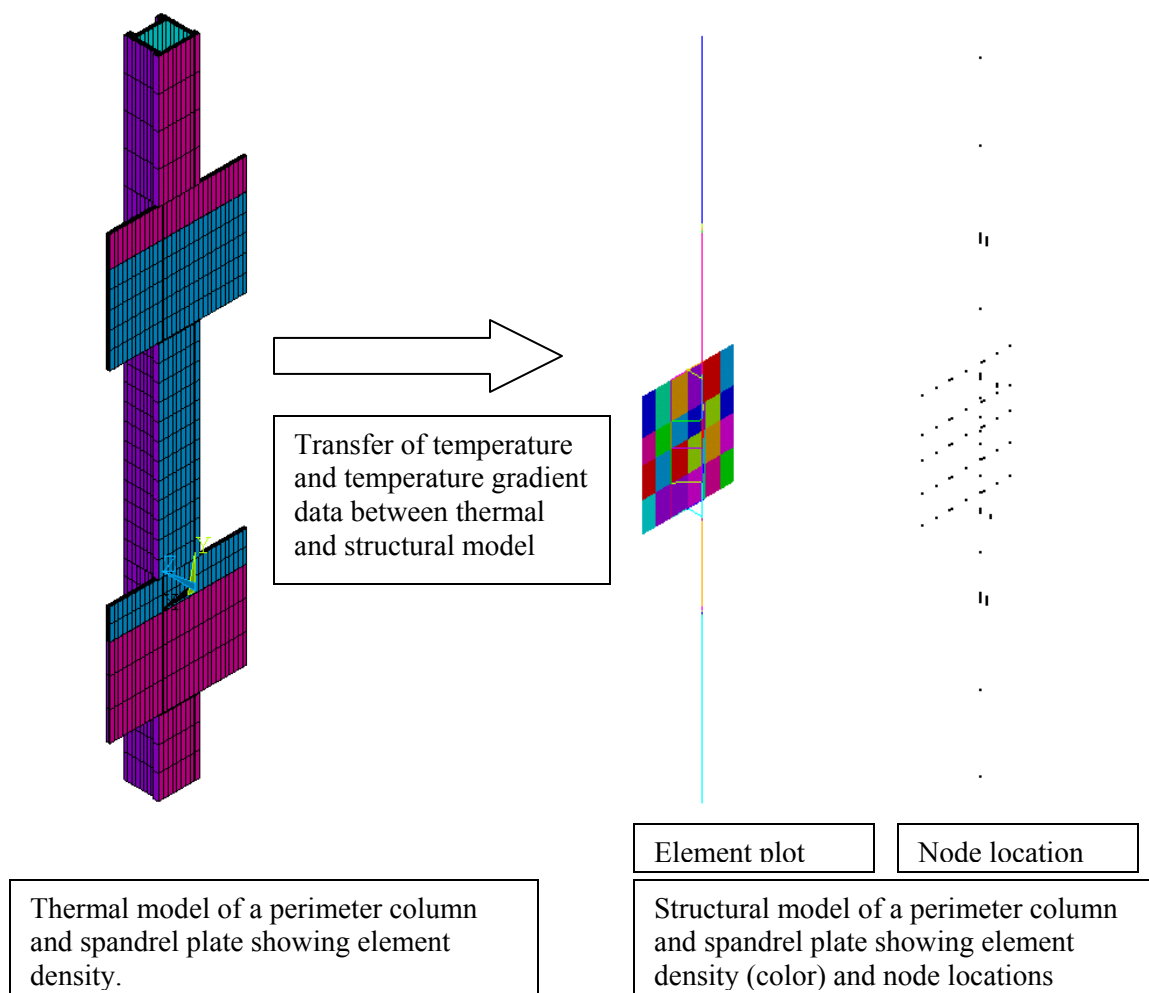 Transfer of temperature
and temperature gradient
data between thermal
and structural model
Element plot
Node location
Thermal model of a perimeter column
and spandrel plate showing element
density.
Structural model of a perimeter column
and spandrel plate showing element
density (color) and node locations